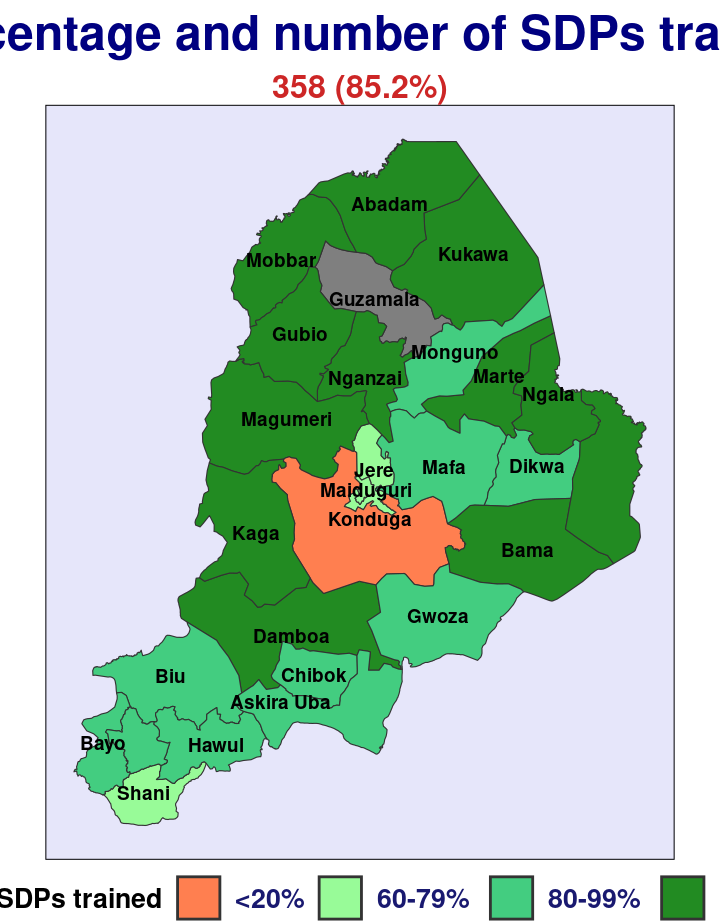 centage and number of SDPs tra
358 (85.2%)
Abadam
Kukawa
Mobbar
Guzamala
Gubio
Monguno
Nganzai
Marte
Ngala
Magumeri
Jere
Mafa
Dikwa
Maiduguri
Konduga
Kaga
Bama
Gwoza
Damboa
Biu
Chibok
Askira Uba
Bayo
Hawul
Shani
SDPs trained <20% 60-79% 80-99%